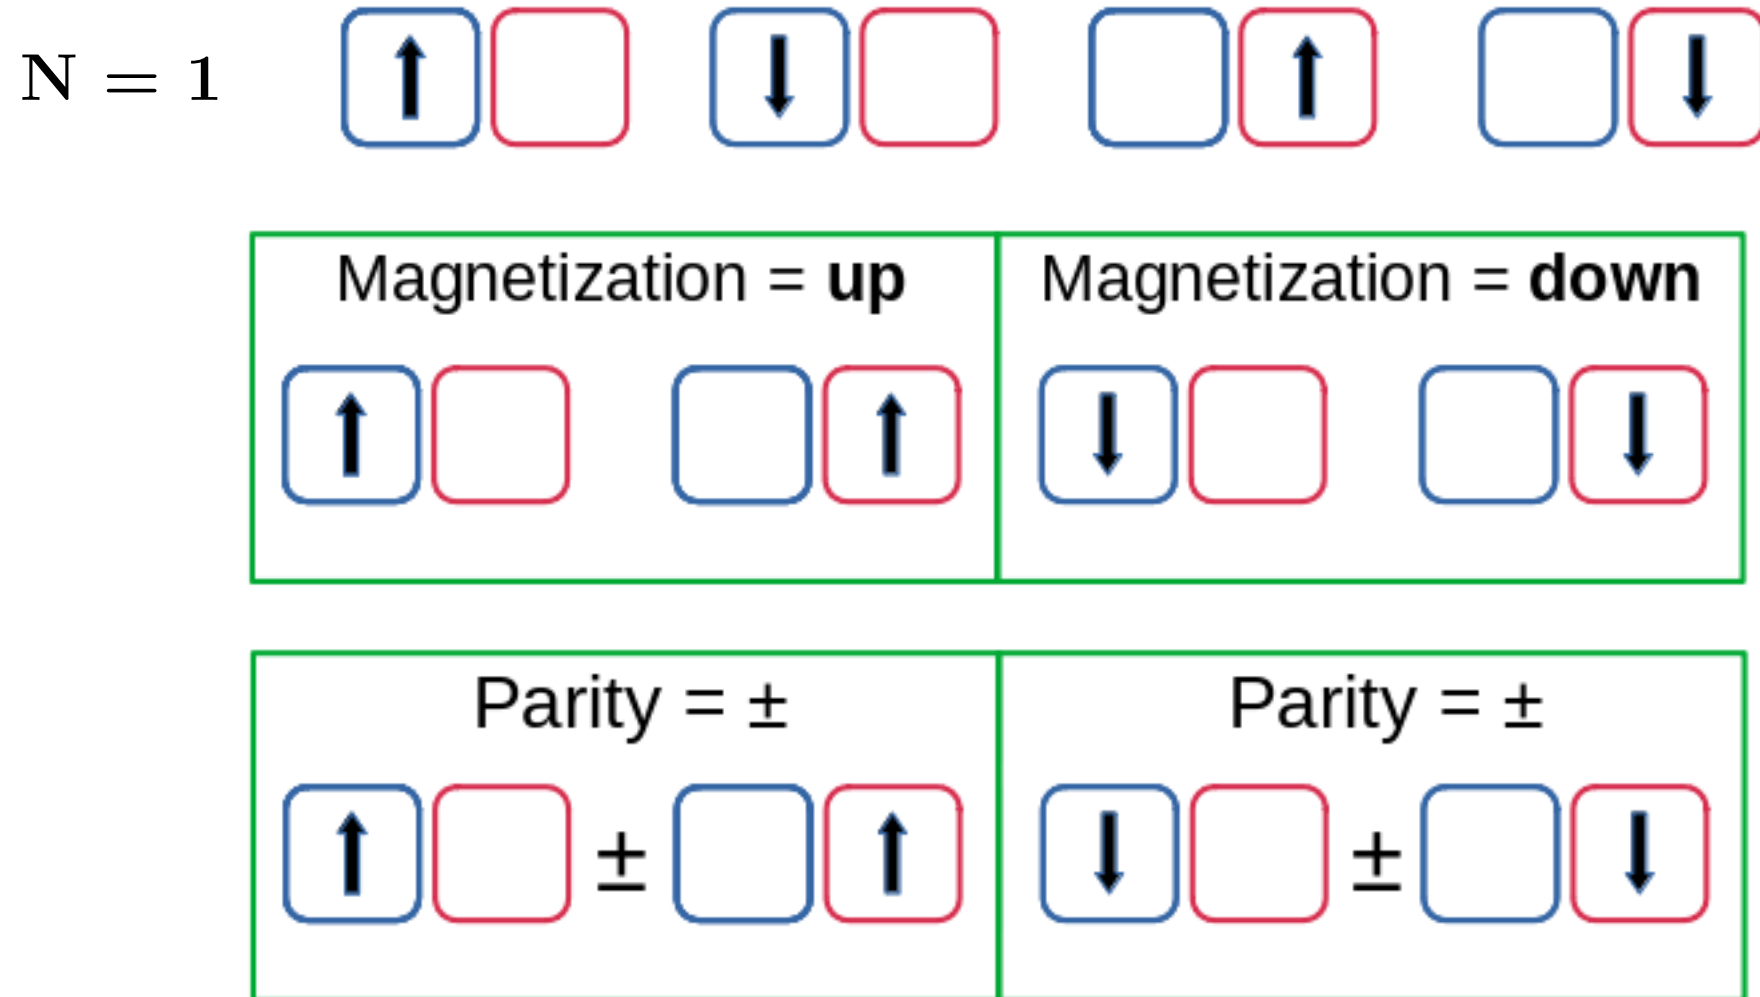 N = 1
Magnetization = up
Magnetization = down
Parity = ±
Parity = ±
±
±